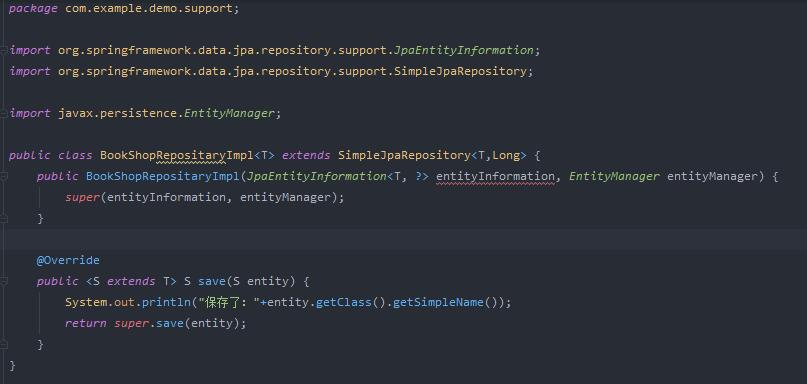 package com.example.demo.support;
import org.springframework.data.jpa.repository.support.JpaEntityInformation;
import org.springframework.data.jpa.repository.support.SimpleJpaRepository;
import javax.persistence.EntityManager;
public class BookShopRepositaryImpl<T> extends SimpleJpaRepository<T,Long> {
public BookShopRepositaryImpl(JpaEntityInformation<T, ?> entityInformation, EntityManager entityManager) {
super(entityInformation, entityManager);
}
@Override
public <S extends T> S save(S entity) {
System.out.println("保存了: "+entity.getClass().getSimpleName());
return super.save(entity);
}
}